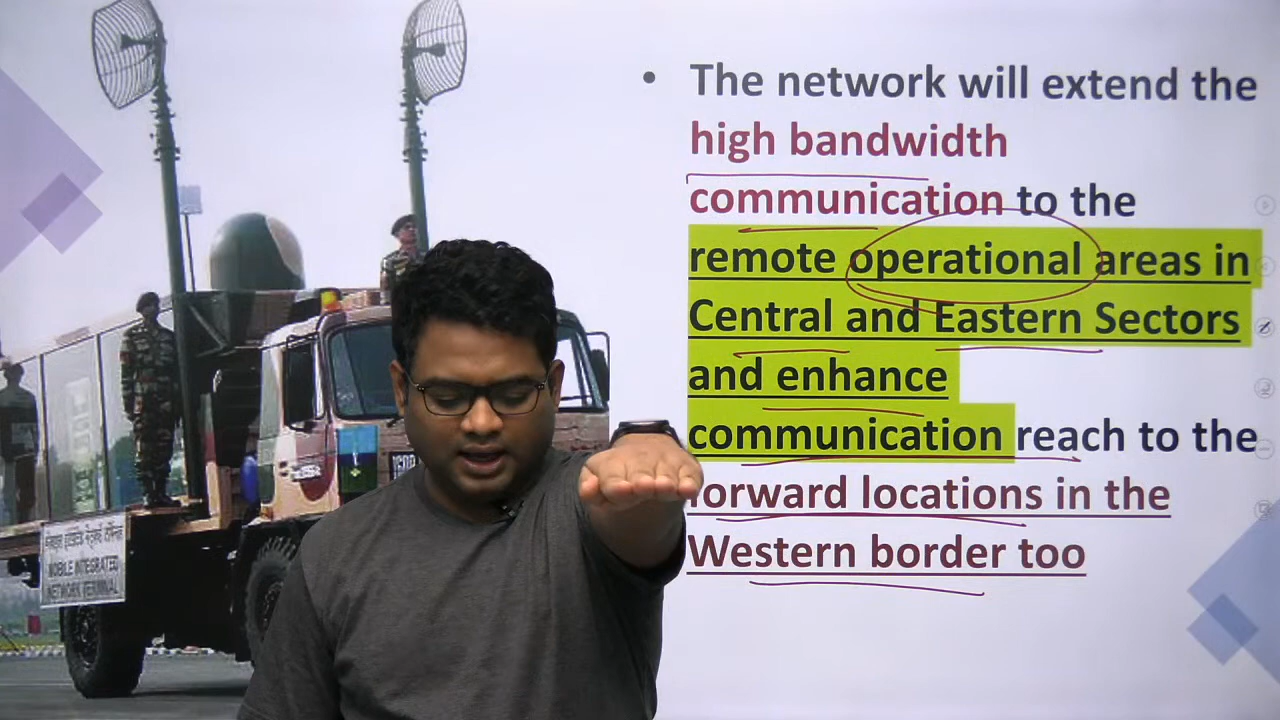 • The network will extend the
high bandwidth
communication to the
remote operational areas in
Central and Eastern Sectors
and enhance
communication reach to the
forward locations in the
Western border too
MOBILE INTEGRATED
NETWORK TERMINAL